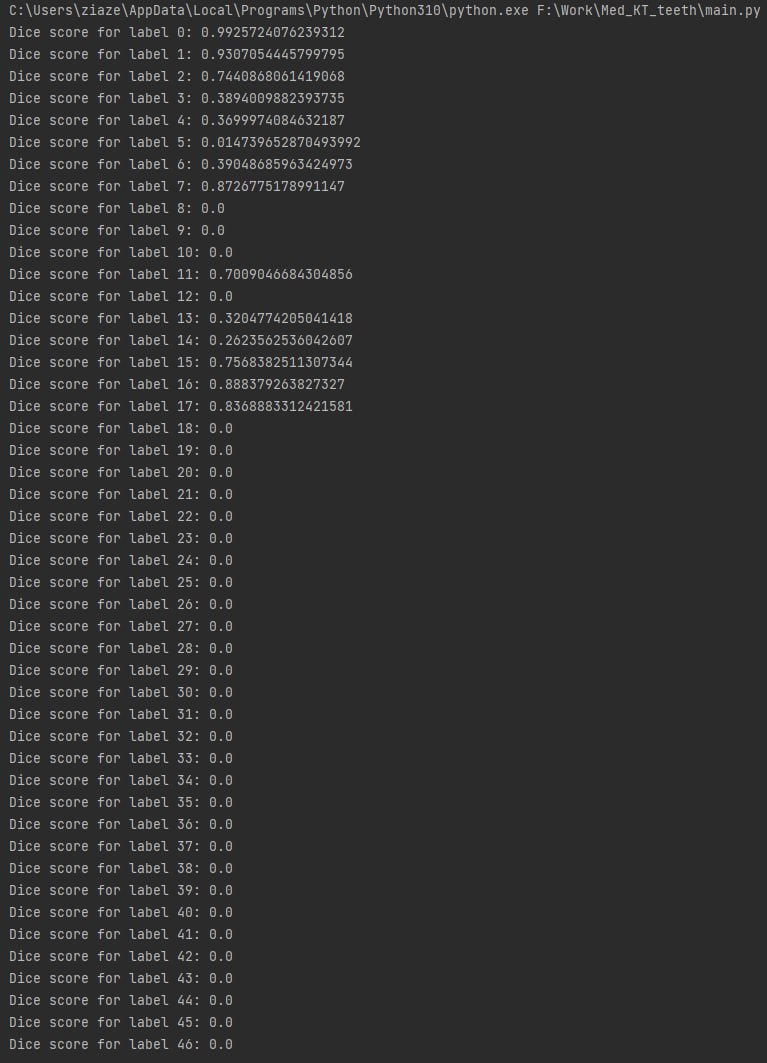 C:\Users\ziaze\AppData\Local\Programs\Python\Python310\python.exe F:\Work\Med_KT_teeth\main.py
Dice score for label 0: 0.9925724076239312
Dice score for label 1: 0.9307054445799795
Dice score for label 2: 0.7440868061419068
Dice score for label 3: 0.3894009882393735
Dice score for label 4: 0.3699974084632187
Dice score for label 5: 0.014739652870493992
Dice score for label 6: 0.39048685963424973
Dice score for label 7: 0.8726775178991147
Dice score for label 8: 0.0
Dice score for label 9: 0.0
Dice score for label 10: 0.0
Dice score for label 11: 0.7009046684304856
Dice score for label 12: 0.0
Dice score for label 13: 0.3204774205041418
Dice score for label 14: 0.2623562536042607
Dice score for label 15: 0.7568382511307344
Dice score for label 16: 0.888379263827327
Dice score for label 17: 0.8368883312421581
Dice score for label 18: 0.0
Dice score for label 19: 0.0
Dice score for label 20: 0.0
Dice score for label 21: 0.0
Dice score for label 22: 0.0
Dice score for label 23: 0.0
Dice score for label 24: 0.0
Dice score for label 25: 0.0
Dice score for label 26: 0.0
Dice score for label 27: 0.0
Dice score for label 28: 0.0
Dice score for label 29: 0.0
Dice score for label 30: 0.0
Dice score for label 31: 0.0
Dice score for label 32: 0.0
Dice score for label 33: 0.0
Dice score for label 34: 0.0
Dice score for label 35: 0.0
Dice score for label 36: 0.0
Dice score for label 37: 0.0
Dice score for label 38: 0.0
Dice score for label 39: 0.0
Dice score for label 40: 0.0
Dice score for label 41: 0.0
Dice score for label 42: 0.0
Dice score for label 43: 0.0
Dice score for label 44: 0.0
Dice score for label 45: 0.0
Dice score for label 46: 0.0